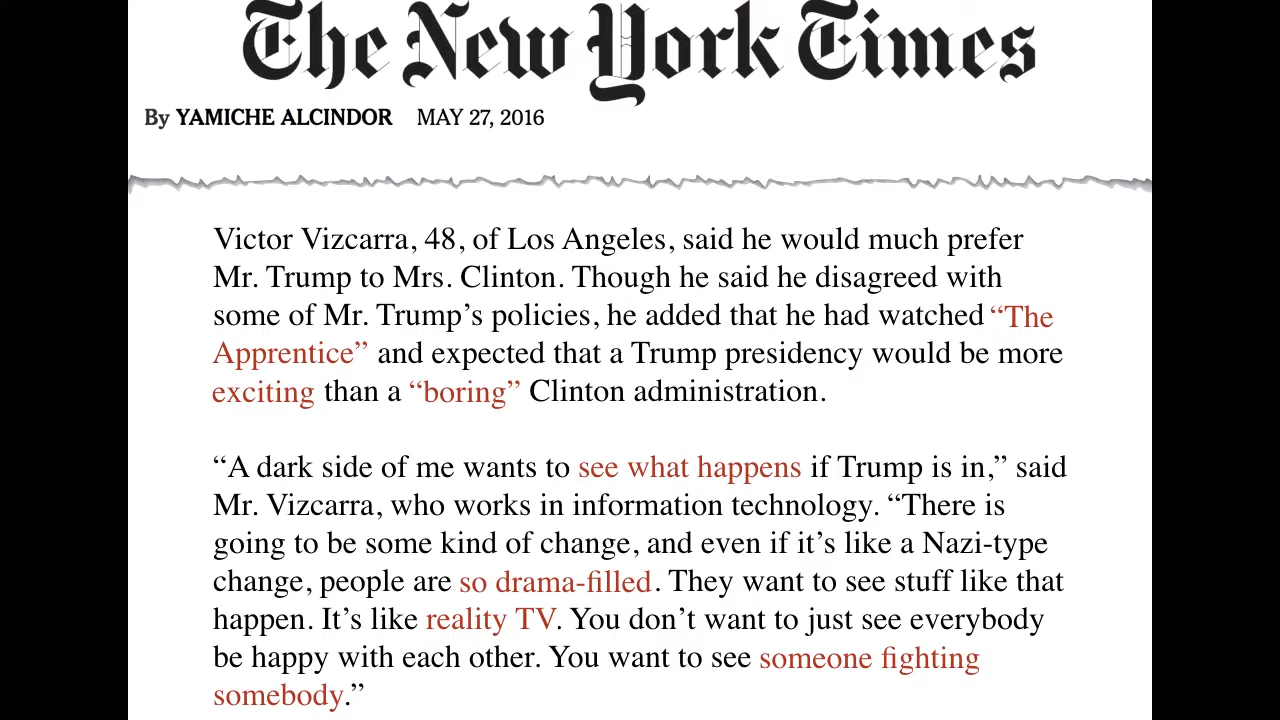 The New York Times
By YAMICHE ALCINDOR MAY 27, 2016
Victor Vizcarra, 48, of Los Angeles, said he would much prefer
Mr. Trump to Mrs. Clinton. Though he said he disagreed with
some of Mr. Trump’s policies, he added that he had watched “The
Apprentice” and expected that a Trump presidency would be more
exciting than a “boring” Clinton administration.
“A dark side of me wants to see what happens if Trump is in,” said
Mr. Vizcarra, who works in information technology. “There is
going to be some kind of change, and even if it’s like a Nazi-type
change, people are so drama-filled. They want to see stuff like that
happen. It’s like reality TV. You don’t want to just see everybody
be happy with each other. You want to see someone fighting
somebody.”